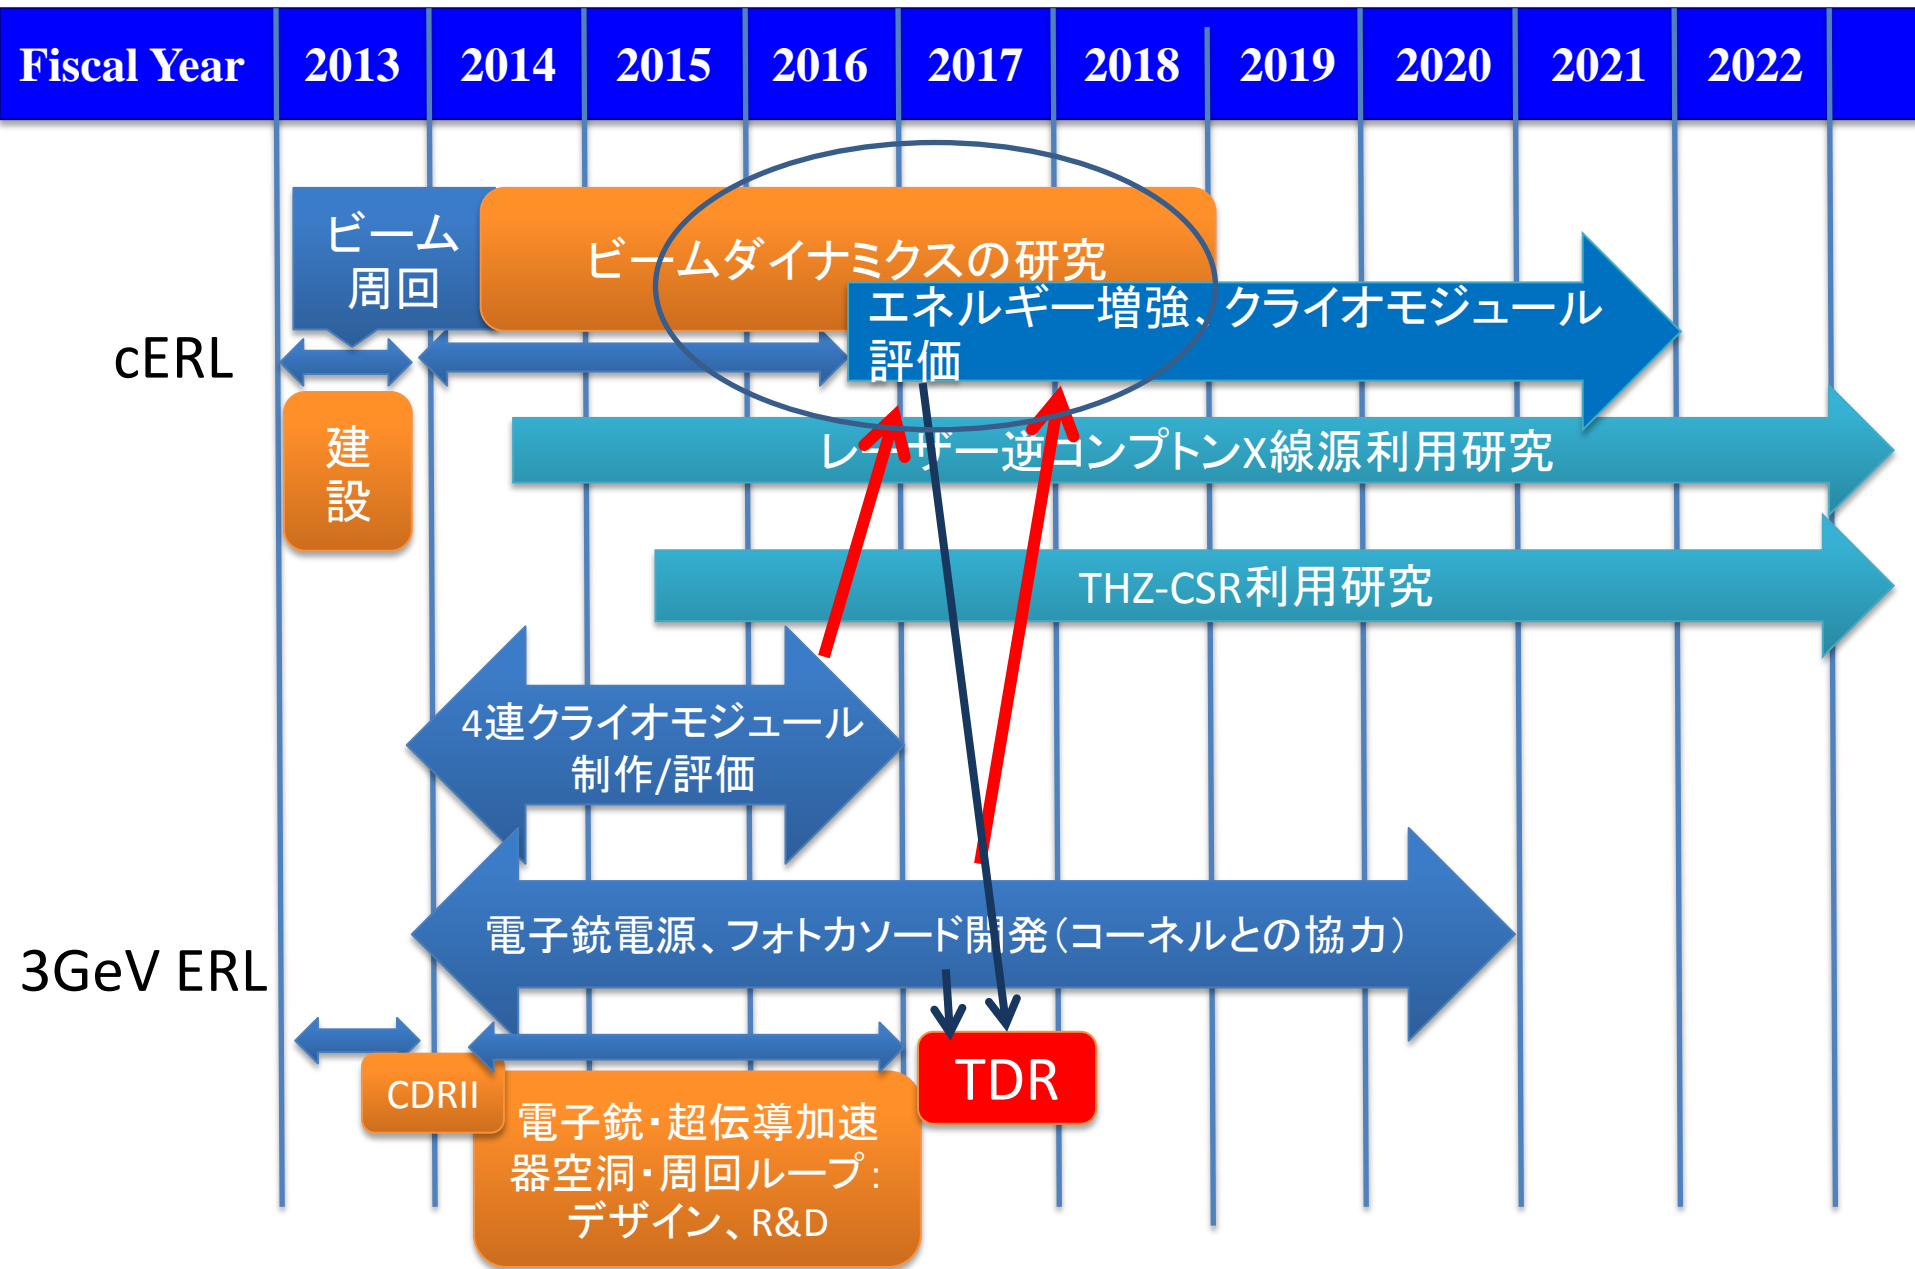 Fiscal Year 2013 2014 2015 2016 2017 2018 2019 2020 2021 2022
ビーム
周回
ビームダイナミクスの研究
エネルギー増強、クライオモジュール
評価
cERL
建
設
レーザー逆コンプトンX線源利用研究
THZ-CSR利用研究
4連クライオモジュール
制作/評価
電子銃電源、フォトカソード開発(コーネルとの協力)
3GeV ERL
CDRII
TDR
電子銃・超伝導加速
器空洞・周回ループ:
デザイン、R&D